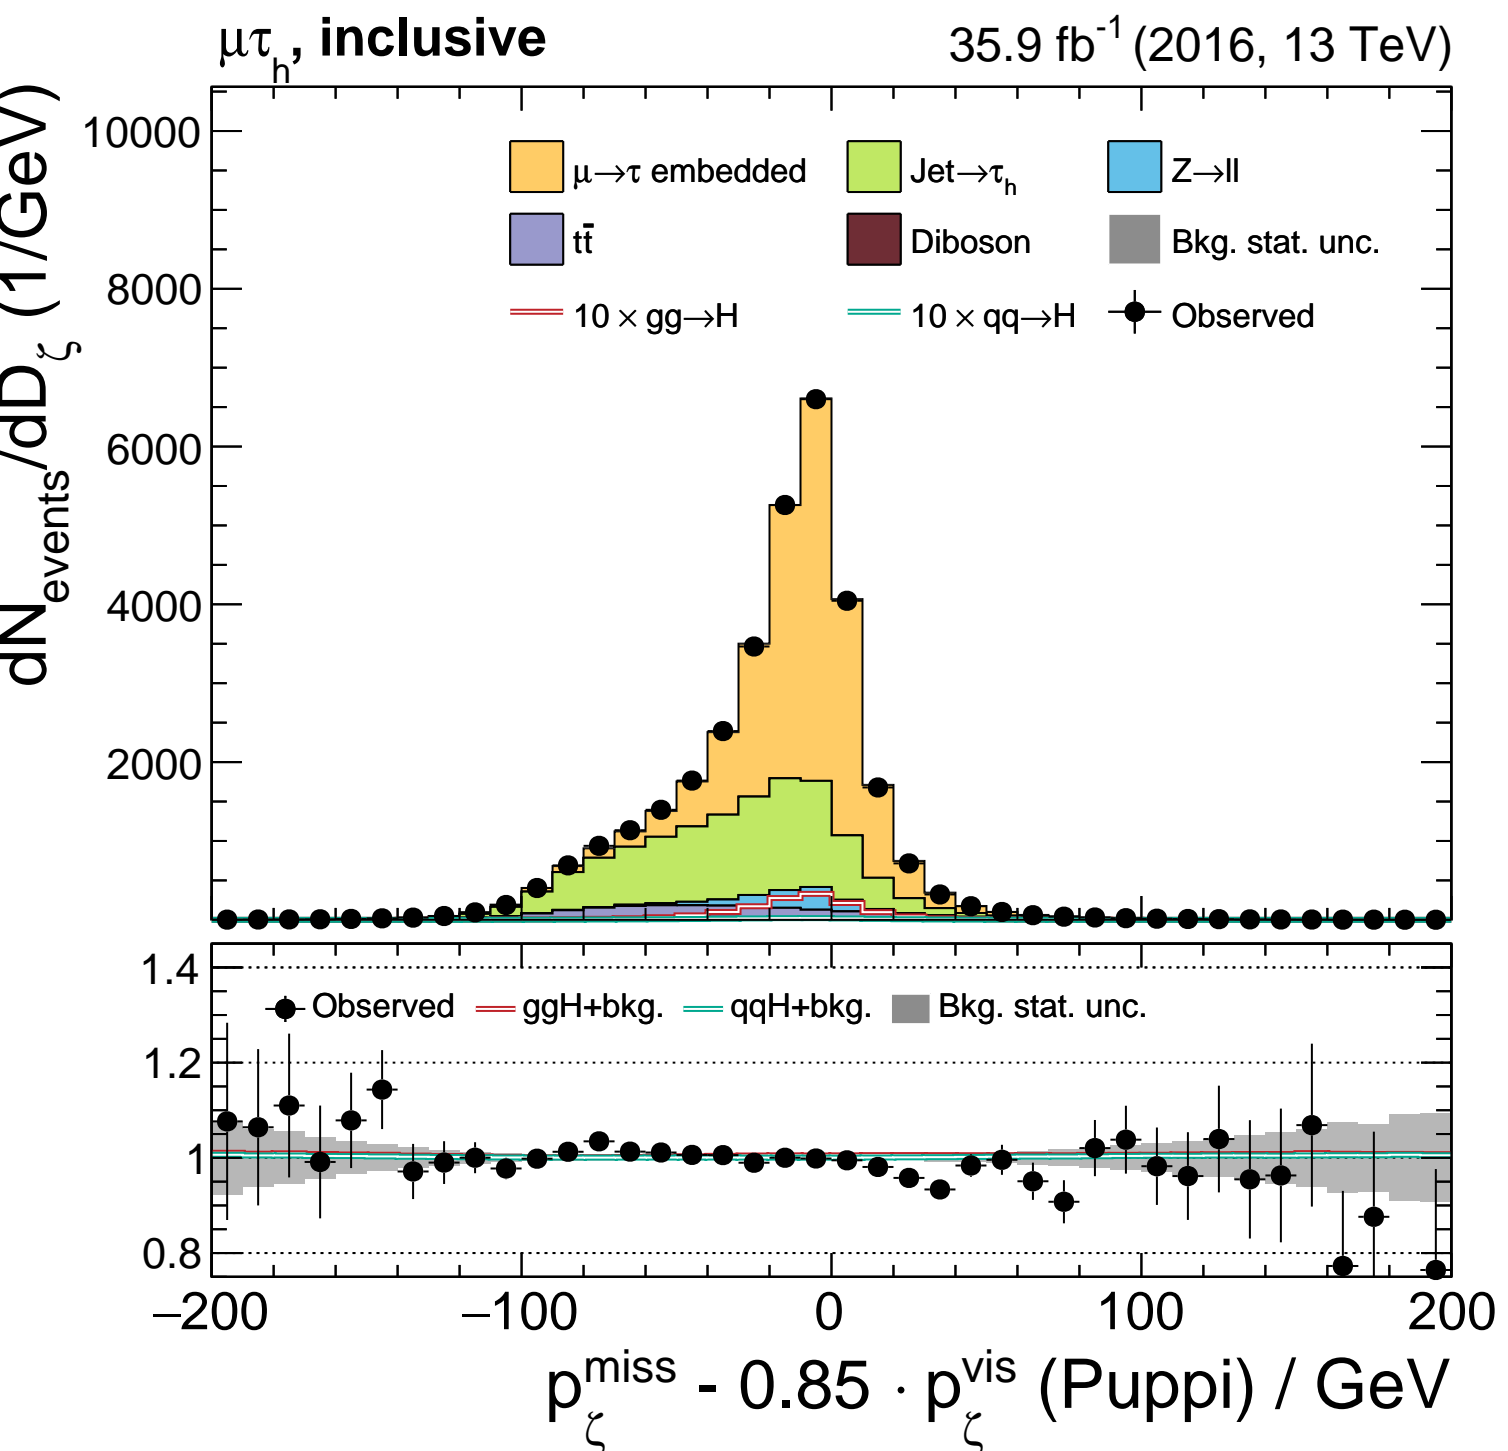 μτh, inclusive
35.9 fb-1 (2016, 13 TeV)
dNevents/dDζ (1/GeV)
10000
8000
6000
4000
2000
μ→τ embedded
Jet→τh
Z→ll
tt̄
Diboson
Bkg. stat. unc.
10 × gg→H
10 × qq→H
Observed
1.4
1.2
1
0.8
Observed
ggH+bkg.
qqH+bkg.
Bkg. stat. unc.
−200
−100
0
100
200
pζmiss - 0.85 · pζvis (Puppi) / GeV